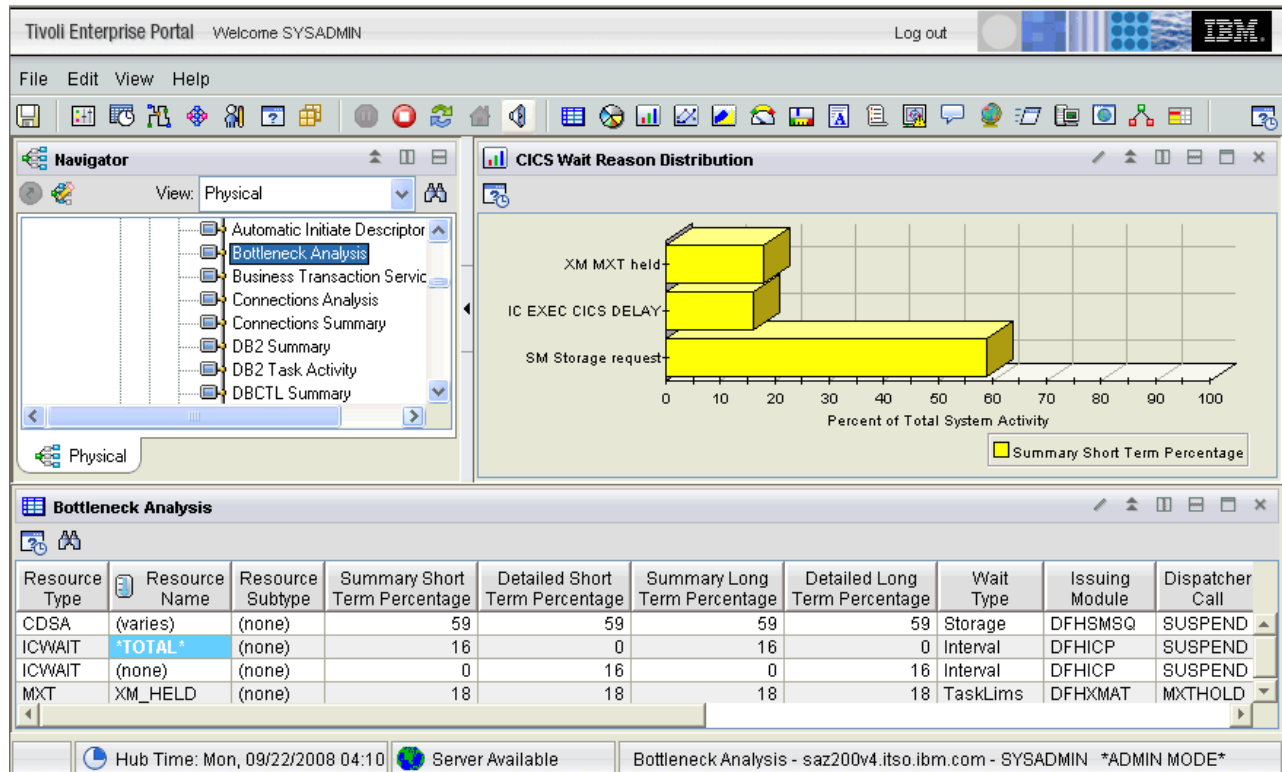 Tivoli Enterprise Portal Welcome SYSADMIN Log out IBM.
File Edit View Help
Navigator
View: Physical
Automatic Initiate Descriptor
Bottleneck Analysis
Business Transaction Servic
Connections Analysis
Connections Summary
DB2 Summary
DB2 Task Activity
DBCTL Summary
Physical
CICS Wait Reason Distribution
XM MXT held
IC EXEC CICS DELAY
SM Storage request
0 10 20 30 40 50 60 70 80 90 100
Percent of Total System Activity
Summary Short Term Percentage
Bottleneck Analysis
Resource Type Resource Name Resource Subtype Summary Short Term Percentage Detailed Short Term Percentage Summary Long Term Percentage Detailed Long Term Percentage Wait Type Issuing Module Dispatcher Call
CDSA (varies) (none) 59 59 59 59 Storage DFHSMSQ SUSPEND
ICWAIT *TOTAL* (none) 16 0 16 0 Interval DFHICP SUSPEND
ICWAIT (none) (none) 0 16 0 16 Interval DFHICP SUSPEND
MXT XM_HELD (none) 18 18 18 18 TaskLims DFHXMAT MXTHOLD
Hub Time: Mon, 09/22/2008 04:10 Server Available Bottleneck Analysis - saz200v4.itso.ibm.com - SYSADMIN *ADMIN MODE*